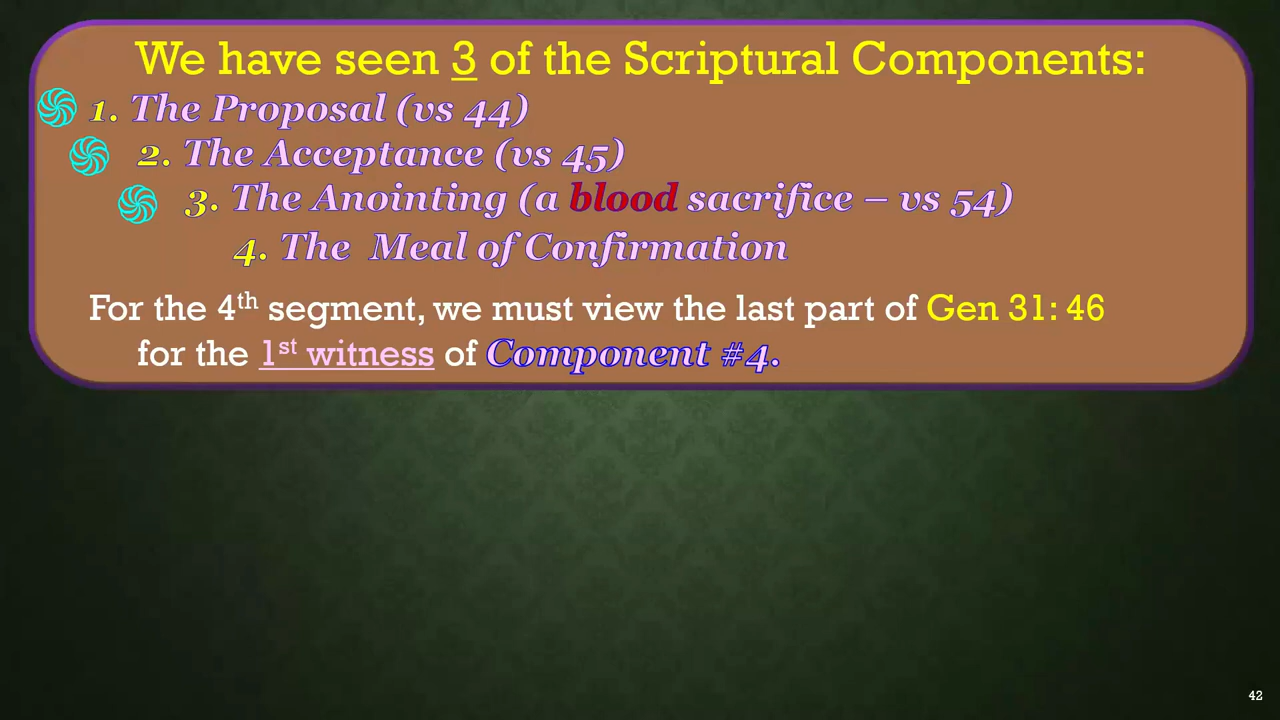 We have seen 3 of the Scriptural Components:
1. The Proposal (vs 44)
2. The Acceptance (vs 45)
3. The Anointing (a blood sacrifice – vs 54)
4. The Meal of Confirmation
For the 4th segment, we must view the last part of Gen 31: 46
for the 1st witness of Component #4.
42